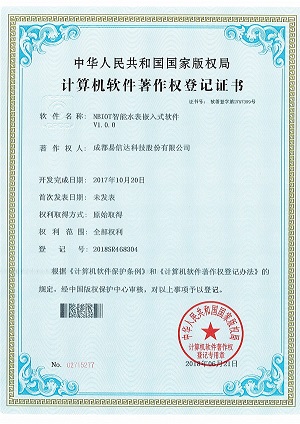 中华人民共和国国家版权局
计算机软件著作权登记证书
证书号： 软著登字第2797399号
软件名称： NBIOT智能水表嵌入式软件
V1.0.0
著作权人： 成都易信达科技股份有限公司
开发完成日期： 2017年10月20日
首次发表日期： 未发表
权利取得方式： 原始取得
权利范围： 全部权利
登记号： 2018SR468304
根据《计算机软件保护条例》和《计算机软件著作权登记办法》的
规定，经中国版权保护中心审核，对以上事项予以登记。
中华人民共和国国家版权局
计算机软件著作权
登记专用章
No. 02715277
2018年06月21日